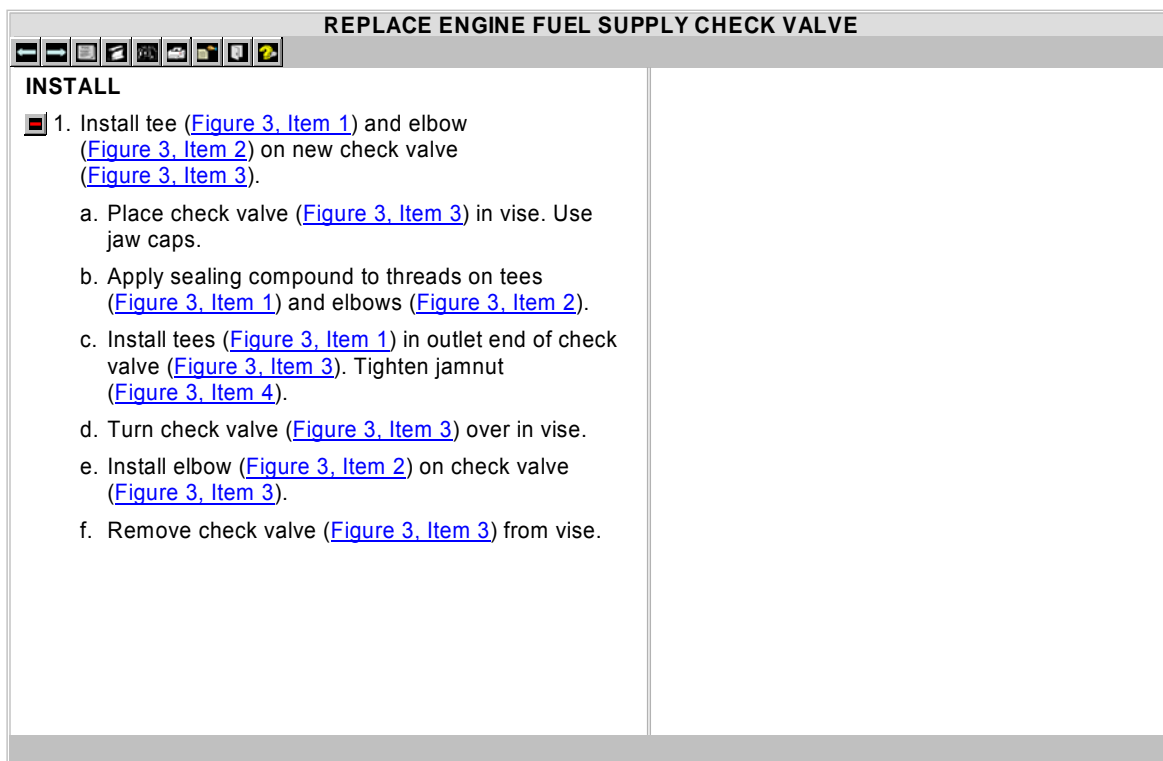 REPLACE ENGINE FUEL SUPPLY CHECK VALVE
INSTALL
1. Install tee (Figure 3, Item 1) and elbow
(Figure 3, Item 2) on new check valve
(Figure 3, Item 3).
a. Place check valve (Figure 3, Item 3) in vise. Use
jaw caps.
b. Apply sealing compound to threads on tees
(Figure 3, Item 1) and elbows (Figure 3, Item 2).
c. Install tees (Figure 3, Item 1) in outlet end of check
valve (Figure 3, Item 3). Tighten jamnut
(Figure 3, Item 4).
d. Turn check valve (Figure 3, Item 3) over in vise.
e. Install elbow (Figure 3, Item 2) on check valve
(Figure 3, Item 3).
f. Remove check valve (Figure 3, Item 3) from vise.